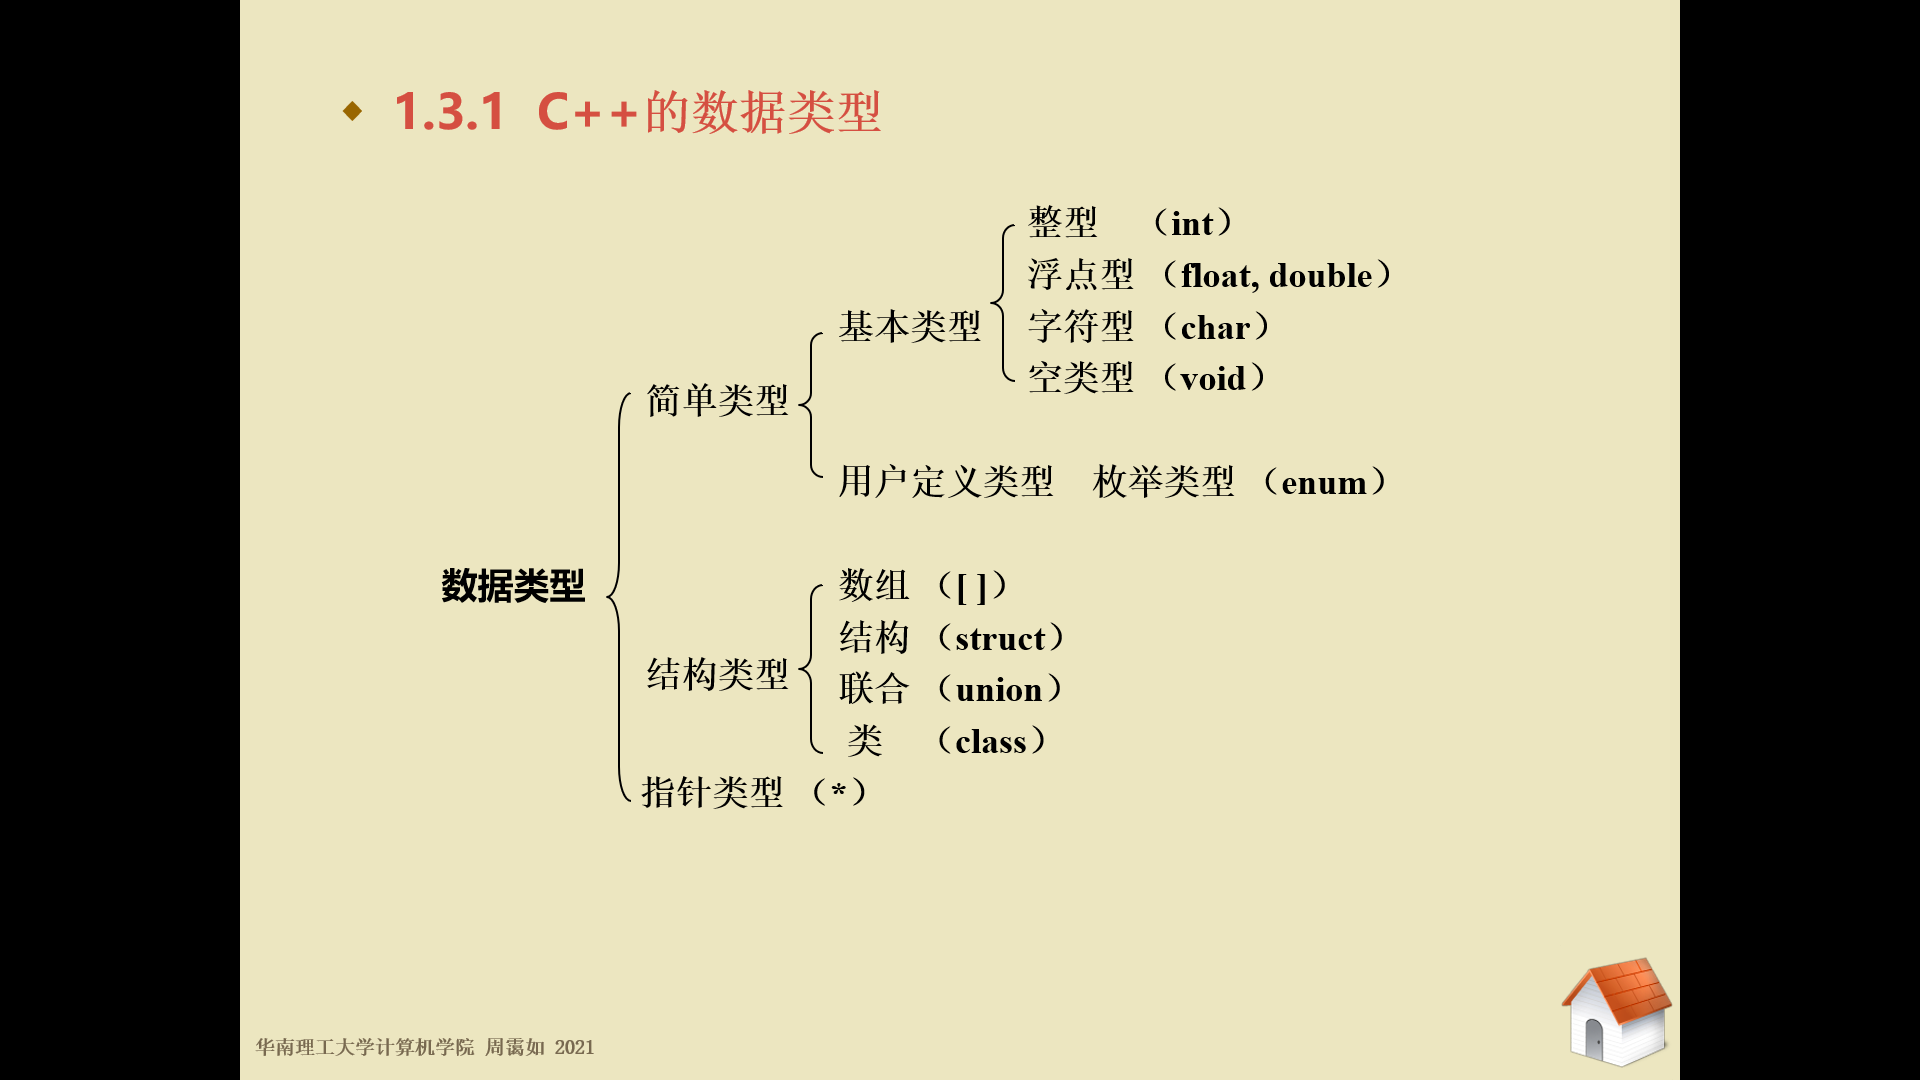 1.3.1 C++的数据类型
整型 （int）
浮点型 （float, double）
基本类型
字符型 （char）
空类型 （void）
简单类型
用户定义类型 枚举类型 （enum）
数据类型
数组 （[ ]）
结构 （struct）
结构类型
联合 （union）
类 （class）
指针类型 （*）
华南理工大学计算机学院 周霭如 2021